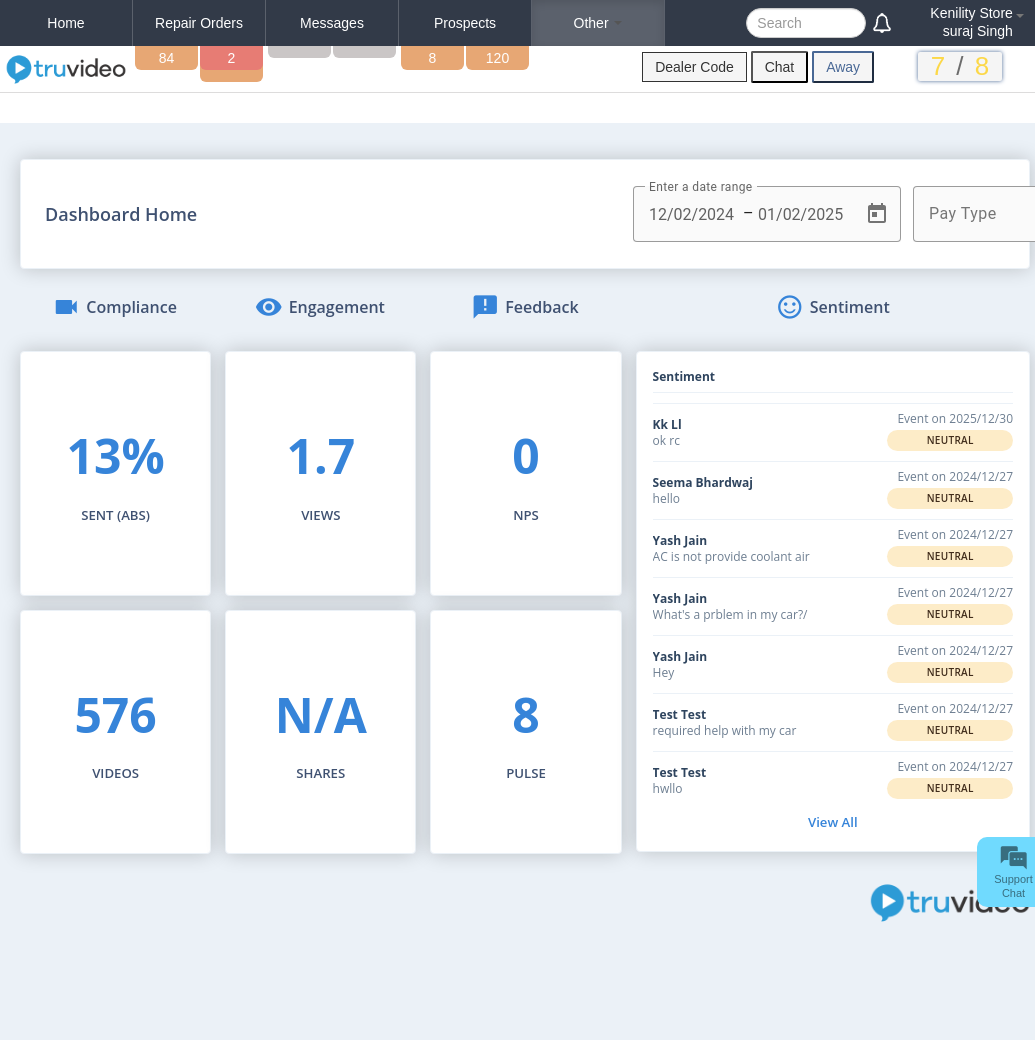 Home
Repair Orders
Messages
Prospects
Other
Search
Kenility Store
suraj Singh
truvideo
84
2
8
120
Dealer Code
Chat
Away
7 / 8
Dashboard Home
Enter a date range
12/02/2024 – 01/02/2025
Pay Type
Compliance
Engagement
Feedback
Sentiment
13%
SENT (ABS)
1.7
VIEWS
0
NPS
576
VIDEOS
N/A
SHARES
8
PULSE
Sentiment
Kk Ll
ok rc
Event on 2025/12/30
NEUTRAL
Seema Bhardwaj
hello
Event on 2024/12/27
NEUTRAL
Yash Jain
AC is not provide coolant air
Event on 2024/12/27
NEUTRAL
Yash Jain
What's a prblem in my car?/
Event on 2024/12/27
NEUTRAL
Yash Jain
Hey
Event on 2024/12/27
NEUTRAL
Test Test
required help with my car
Event on 2024/12/27
NEUTRAL
Test Test
hwllo
Event on 2024/12/27
NEUTRAL
View All
Support
Chat
truvideo